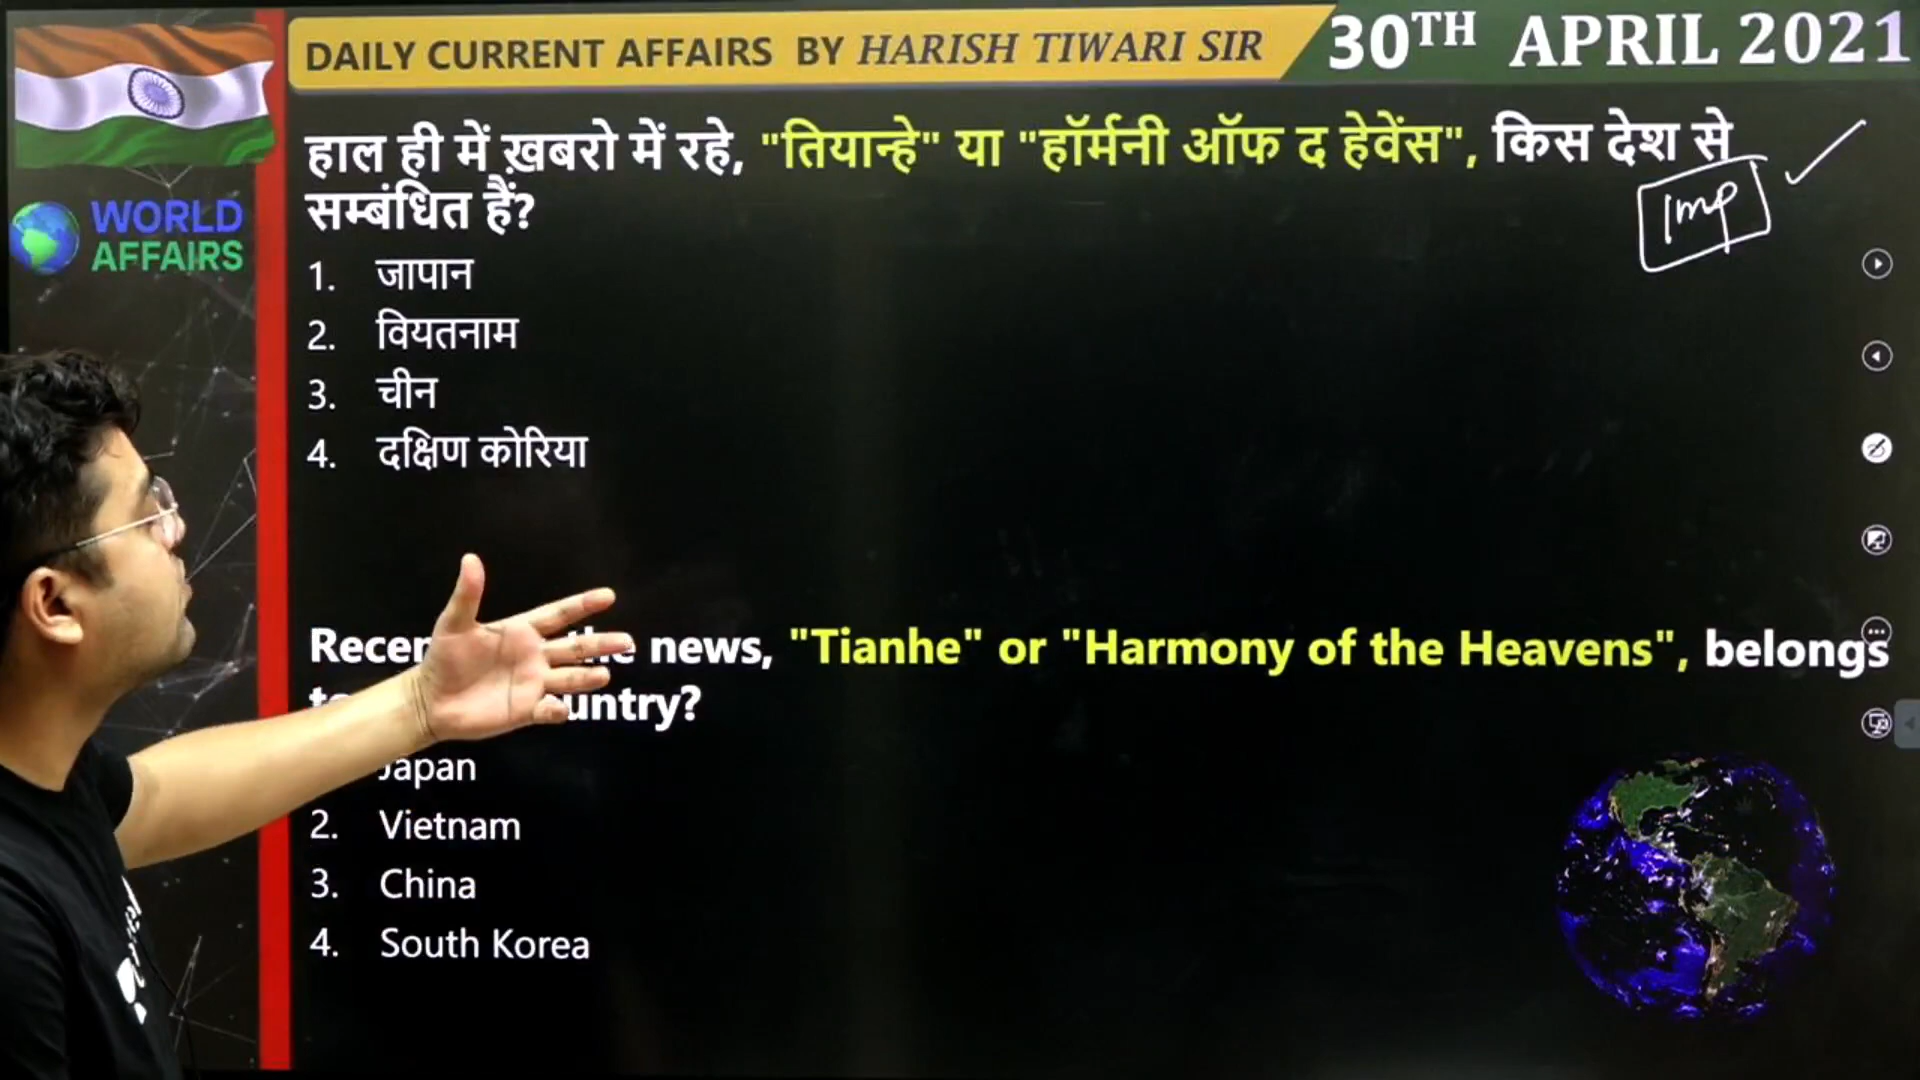 DAILY CURRENT AFFAIRS BY HARISH TIWARI SIR
30TH APRIL 2021
WORLD
AFFAIRS
हाल ही में ख़बरो में रहे, "तियान्हे" या "हॉर्मनी ऑफ द हेवेंस", किस देश से
सम्बंधित हैं?
Imp
1. जापान
2. वियतनाम
3. चीन
4. दक्षिण कोरिया
news, "Tianhe" or "Harmony of the Heavens", belongs
Japan
2. Vietnam
3. China
4. South Korea